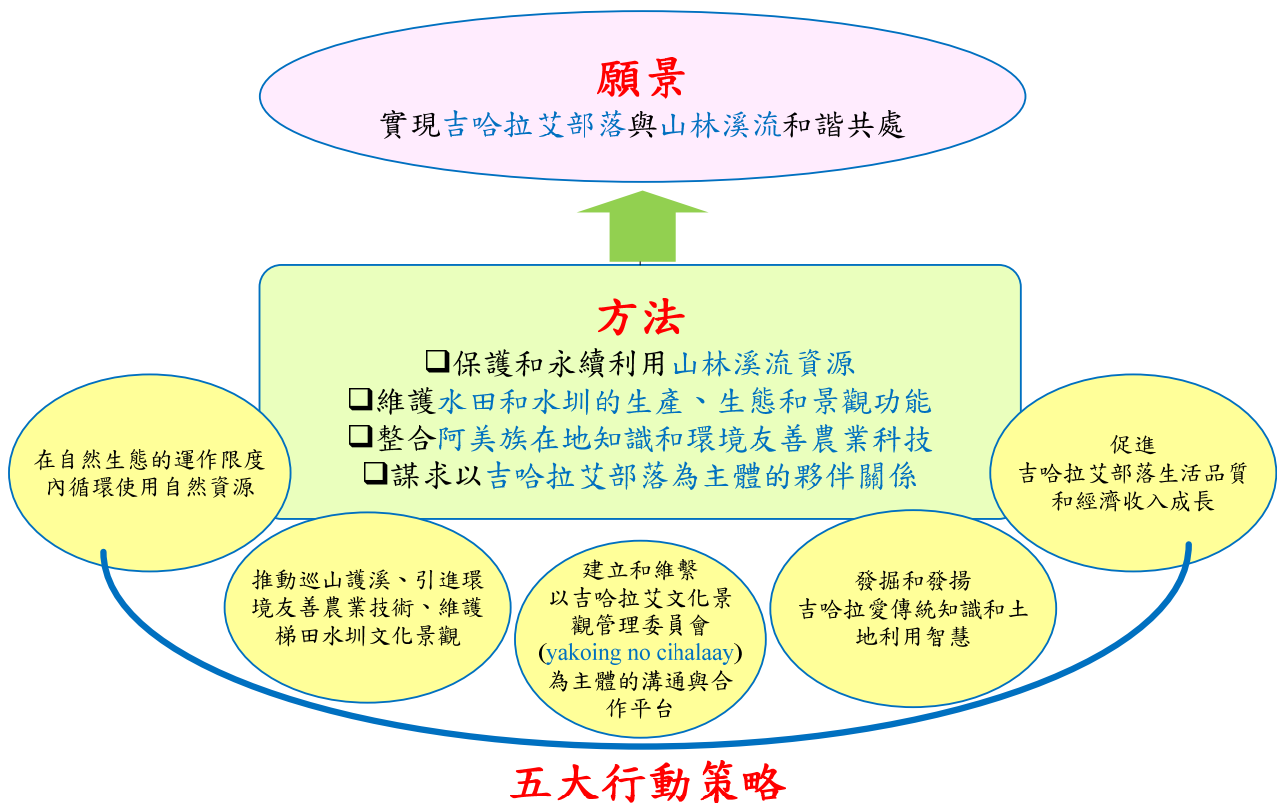 願景
實現吉哈拉艾部落與山林溪流和諧共處
方法
❑保護和永續利用山林溪流資源
❑維護水田和水圳的生產、生態和景觀功能
❑整合阿美族在地知識和環境友善農業科技
❑謀求以吉哈拉艾部落為主體的夥伴關係
在自然生態的運作限度
內循環使用自然資源
推動巡山護溪、引進環
境友善農業技術、維護
梯田水圳文化景觀
建立和維繫
以吉哈拉艾文化景
觀管理委員會
(yakoing no cihalaay)
為主體的溝通與合
作平台
發掘和發揚
吉哈拉愛傳統知識和土
地利用智慧
促進
吉哈拉艾部落生活品質
和經濟收入成長
五大行動策略